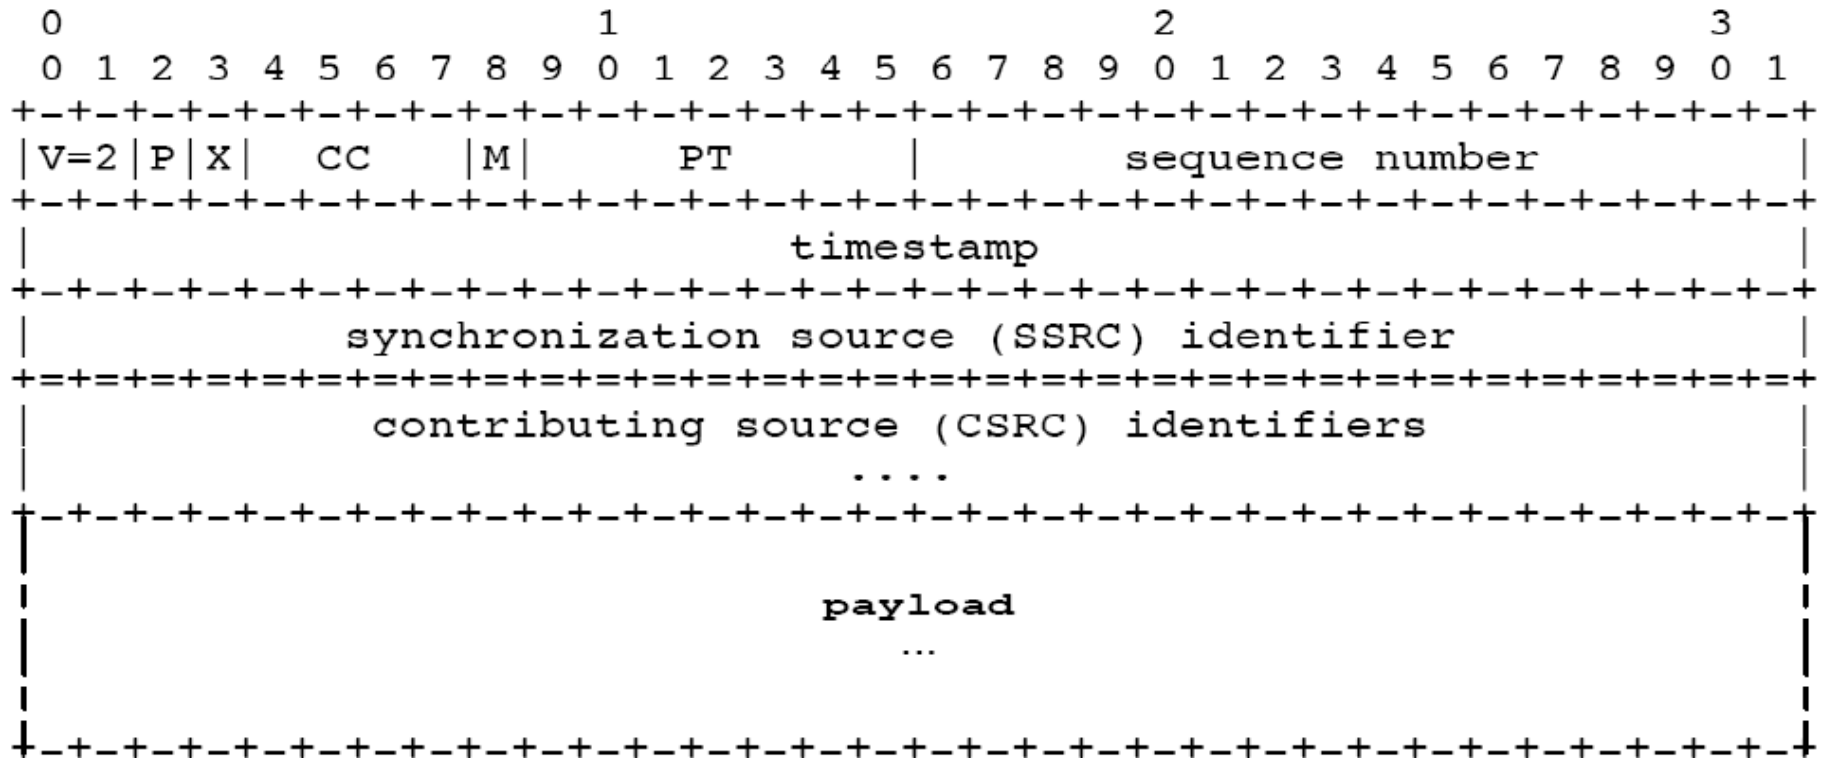 0 1 2 3
0 1 2 3 4 5 6 7 8 9 0 1 2 3 4 5 6 7 8 9 0 1 2 3 4 5 6 7 8 9 0 1
+-+-+-+-+-+-+-+-+-+-+-+-+-+-+-+-+-+-+-+-+-+-+-+-+-+-+-+-+-+-+-+-+
|V=2|P|X| CC |M| PT | sequence number |
+-+-+-+-+-+-+-+-+-+-+-+-+-+-+-+-+-+-+-+-+-+-+-+-+-+-+-+-+-+-+-+-+
| timestamp |
+-+-+-+-+-+-+-+-+-+-+-+-+-+-+-+-+-+-+-+-+-+-+-+-+-+-+-+-+-+-+-+-+
| synchronization source (SSRC) identifier |
+=+=+=+=+=+=+=+=+=+=+=+=+=+=+=+=+=+=+=+=+=+=+=+=+=+=+=+=+=+=+=+=+
| contributing source (CSRC) identifiers |
| .... |
+-+-+-+-+-+-+-+-+-+-+-+-+-+-+-+-+-+-+-+-+-+-+-+-+-+-+-+-+-+-+-+-+
| payload |
| ... |
+-+-+-+-+-+-+-+-+-+-+-+-+-+-+-+-+-+-+-+-+-+-+-+-+-+-+-+-+-+-+-+-+